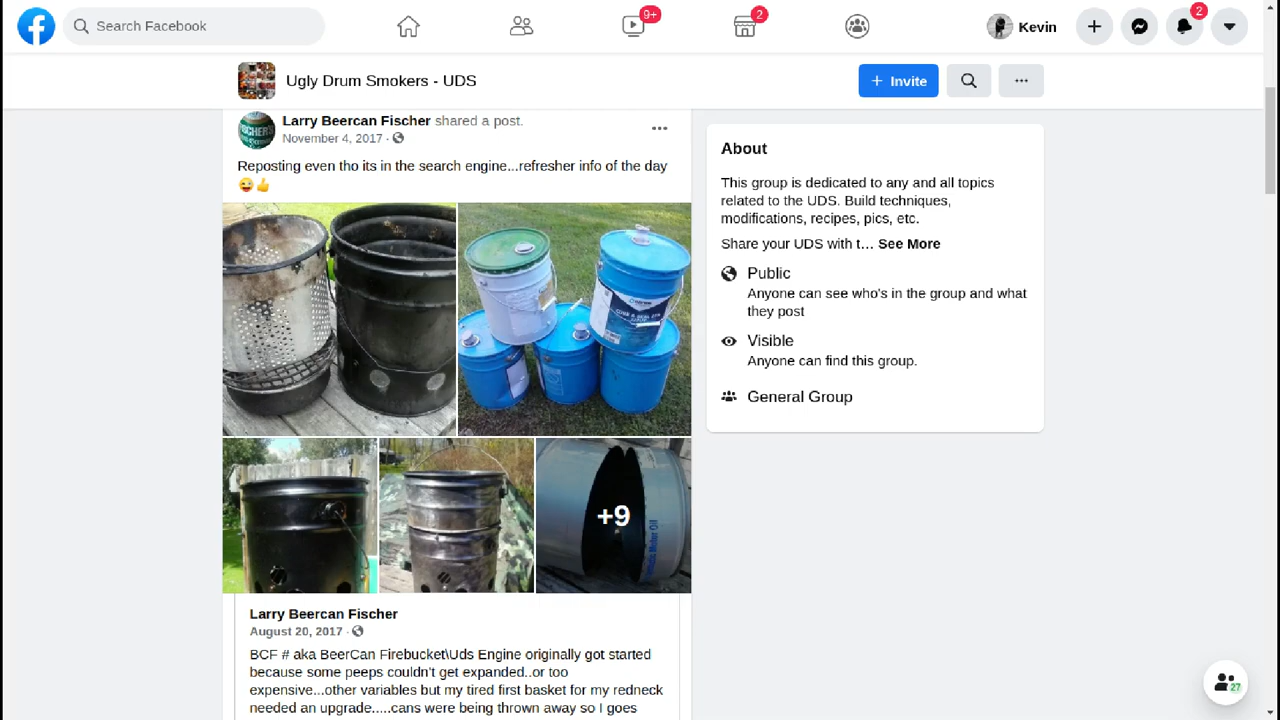 Search Facebook
9+
2
Kevin
2
Ugly Drum Smokers - UDS
+ Invite
Larry Beercan Fischer shared a post.
November 4, 2017 ·
Reposting even tho its in the search engine...refresher info of the day
😜👍
+9
Larry Beercan Fischer
August 20, 2017 ·
BCF # aka BeerCan Firebucket\Uds Engine originally got started
because some peeps couldn't get expanded..or too
expensive...other variables but my tired first basket for my redneck
needed an upgrade.....cans were being thrown away so I goes
About
This group is dedicated to any and all topics
related to the UDS. Build techniques,
modifications, recipes, pics, etc.
Share your UDS with t… See More
Public
Anyone can see who's in the group and what
they post
Visible
Anyone can find this group.
General Group
27